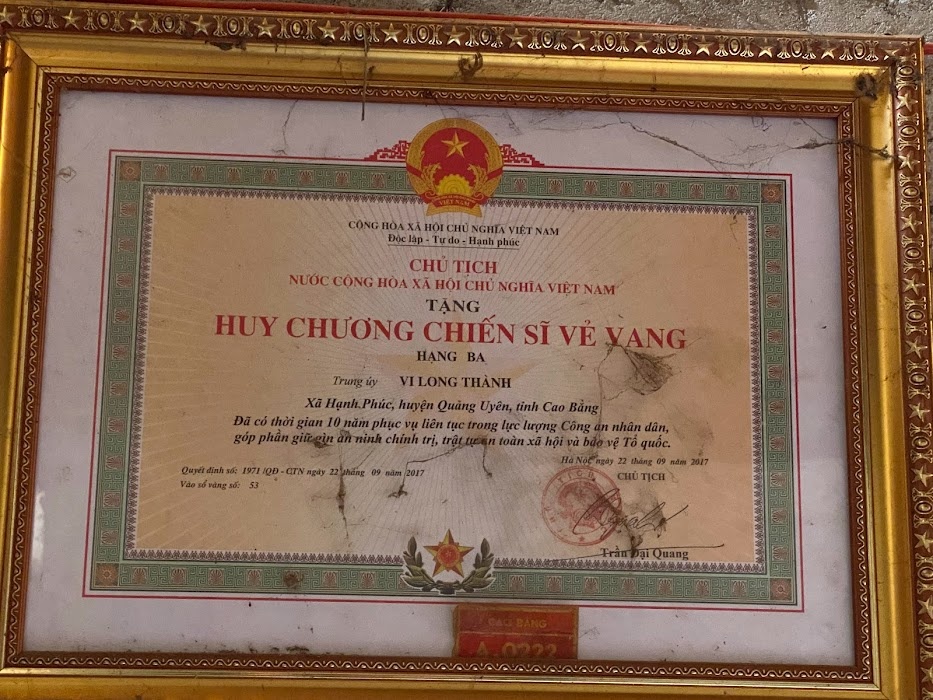 VIỆT NAM
CỘNG HÒA XÃ HỘI CHỦ NGHĨA VIỆT NAM
Độc lập - Tự do - Hạnh phúc
CHỦ TỊCH
NƯỚC CỘNG HÒA XÃ HỘI CHỦ NGHĨA VIỆT NAM
TẶNG
HUY CHƯƠNG CHIẾN SĨ VẺ VANG
HẠNG BA
Trung úy VI LONG THÀNH
Xã Hạnh Phúc, huyện Quảng Uyên, tỉnh Cao Bằng
Đã có thời gian 10 năm phục vụ liên tục trong lực lượng Công an nhân dân,
góp phần giữ gìn an ninh chính trị, trật tự an toàn xã hội và bảo vệ Tổ quốc.
Quyết định số: 1971 /QĐ - CTN ngày 22 tháng 09 năm 2017
Vào sổ vàng số: 53
Hà Nội, ngày 22 tháng 09 năm 2017
CHỦ TỊCH
Trần Đại Quang
CAO BẰNG
A-0222